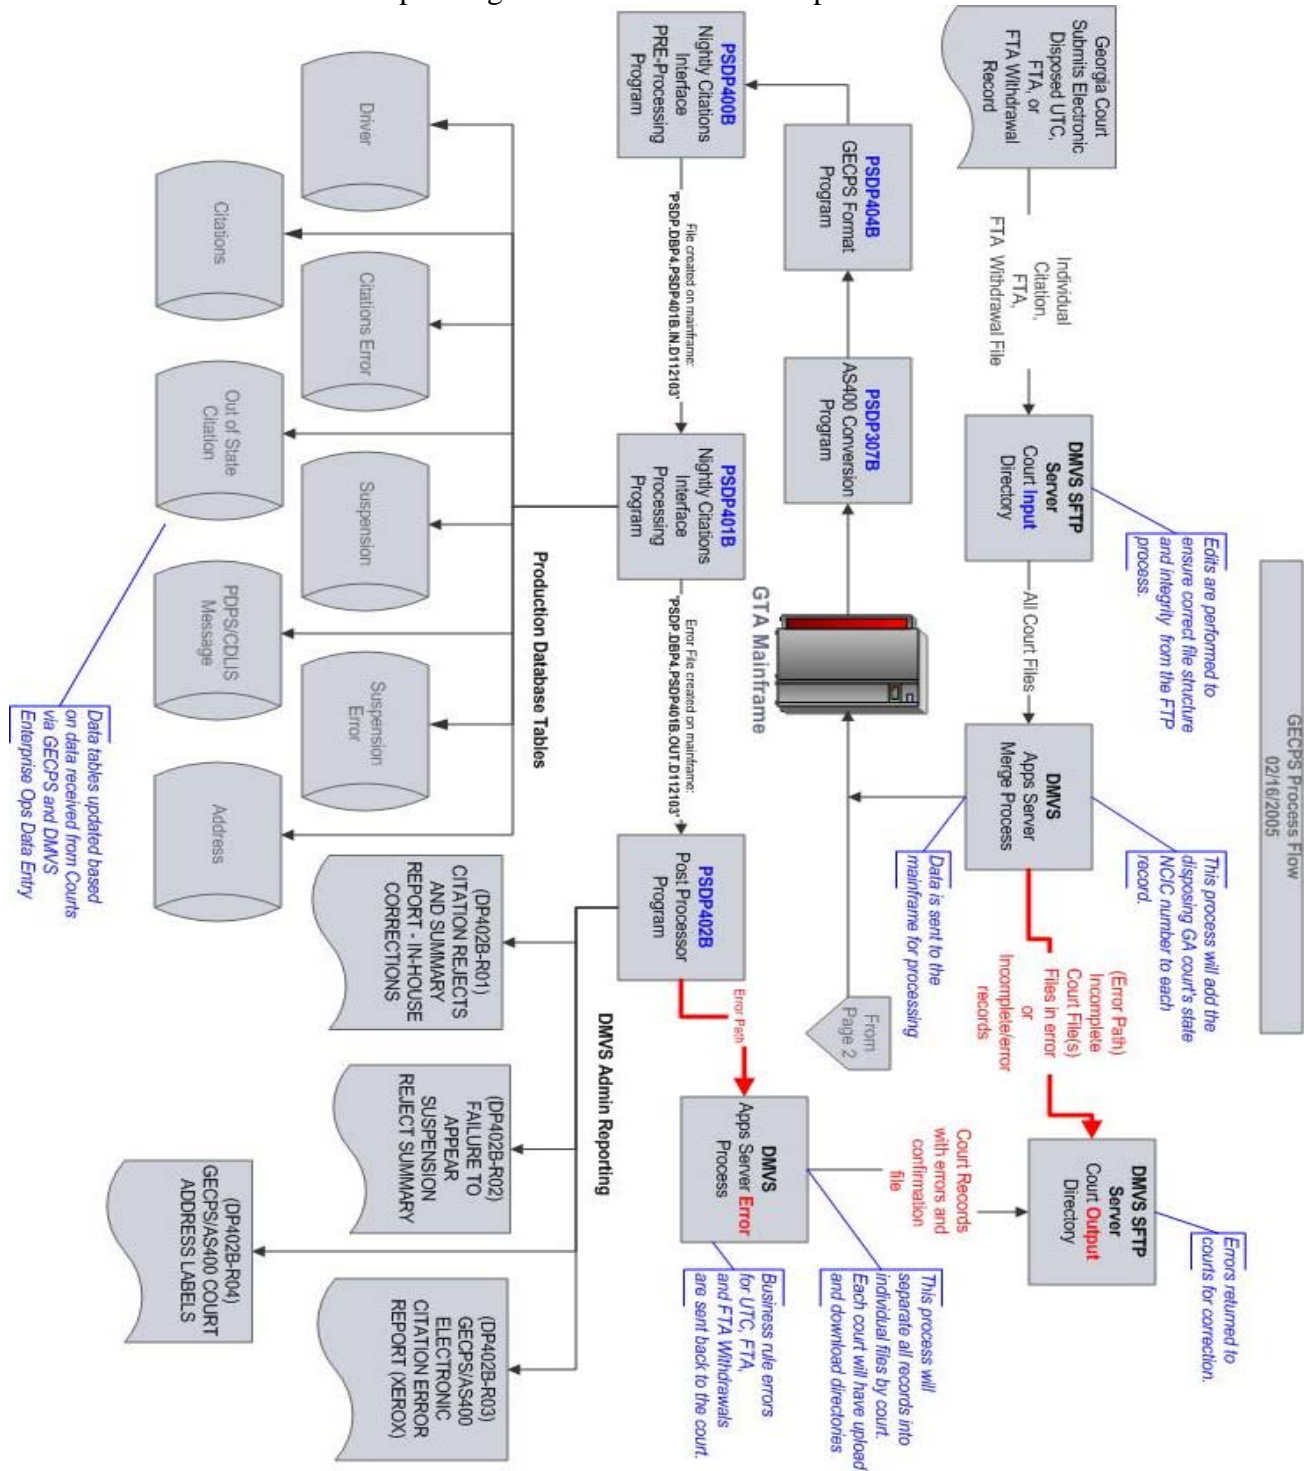 GECPS Process Flow
02/16/2005
Georgia Court
Submits Electronic
Disposed UTC,
FTA, or
FTA Withdrawal
Record
Individual
Citation,
FTA,
FTA Withdrawal File
DMVS SFTP
Server
Court Input
Directory
Edits are performed to
ensure correct file structure
and integrity from the FTP
process.
All Court Files
DMVS
Apps Server
Merge Process
This process will add the
disposing GA court's state
NCIC number to each
record.
(Error Path)
Incomplete
Court File(s)
Files in error
or
Incomplete/error
records
DMVS SFTP
Server
Court Output
Directory
Errors returned to
courts for correction.
Data is sent to the
mainframe for processing
From
Page 2
GTA Mainframe
PSDP307B
AS400 Conversion
Program
PSDP404B
GECPS Format
Program
PSDP400B
Nightly Citations
Interface
PRE-Processing
Program
File created on mainframe:
'PSDP.DBP4.PSDP401B.IN.D112103'
PSDP401B
Nightly Citations
Interface
Processing
Program
Error File created on mainframe:
'PSDP.DBP4.PSDP401B.OUT.D112103'
PSDP402B
Post Processor
Program
Error Path
DMVS
Apps Server Error
Process
Court Records
with errors and
confirmation
file
This process will
separate all records into
individual files by court.
Each court will have upload
and download directories
Business rule errors
for UTC, FTA,
and FTA Withdrawals
are sent back to the court.
Production Database Tables
Driver
Citations
Citations Error
Out of State
Citation
Suspension
PDPS/CDLIS
Message
Suspension
Error
Address
Data tables updated based
on data received from Courts
via GECPS and DMVS
Enterprise Ops Data Entry
DMVS Admin Reporting
(DP402B-R01)
CITATION REJECTS
AND SUMMARY
REPORT - IN-HOUSE
CORRECTIONS
(DP402B-R02)
FAILURE TO
APPEAR
SUSPENSION
REJECT SUMMARY
(DP402B-R04)
GECPS/AS400 COURT
ADDRESS LABELS
(DP402B-R03)
GECPS/AS400
ELECTRONIC
CITATION ERROR
REPORT (XEROX)